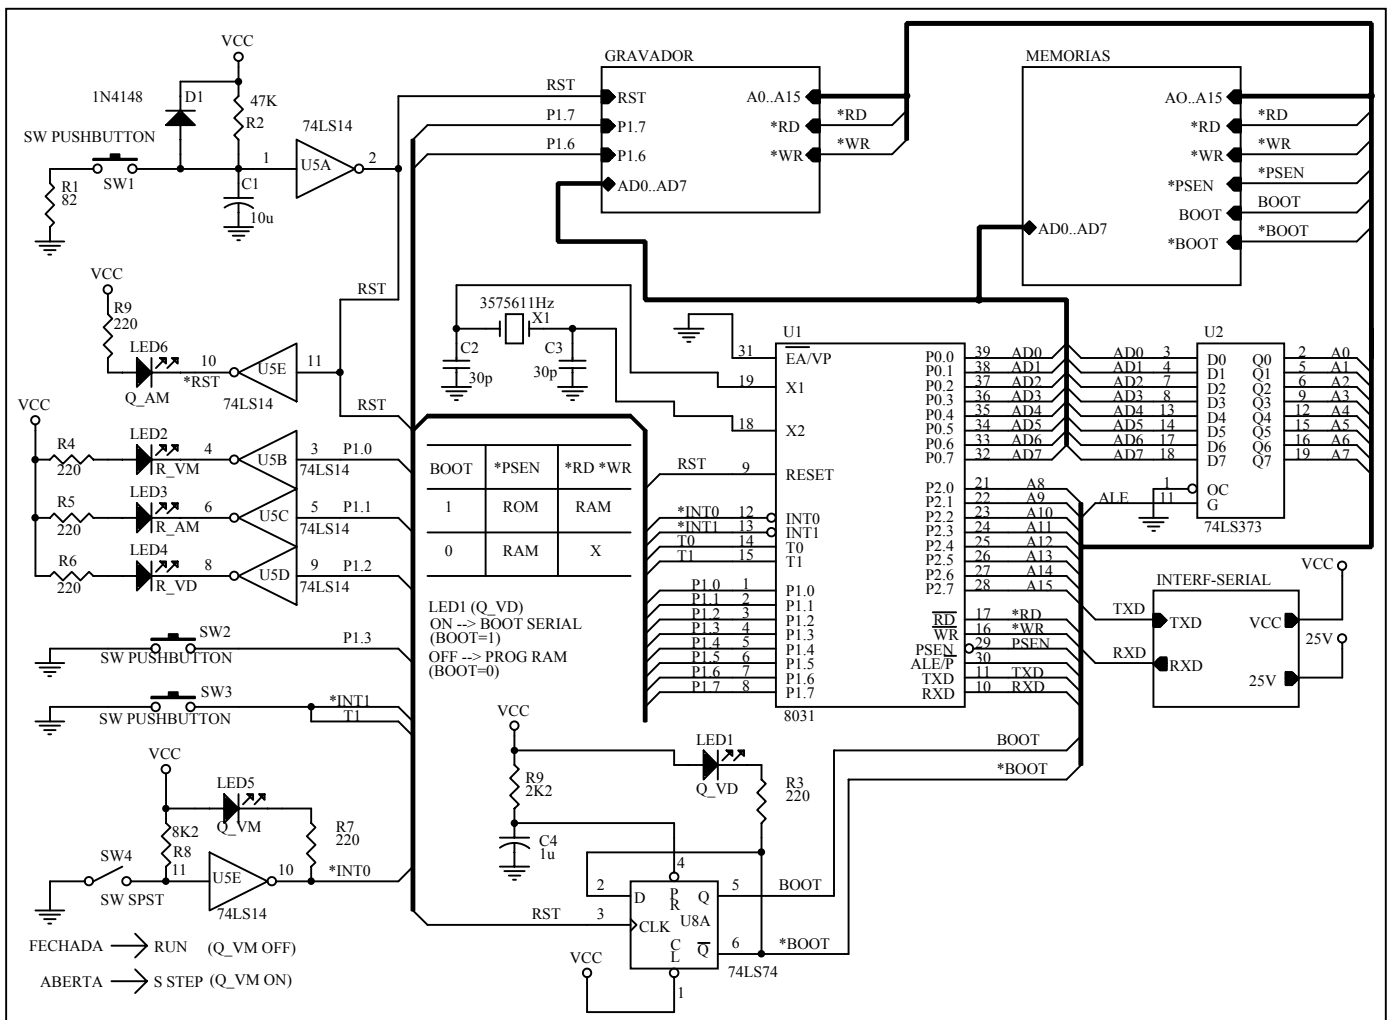 VCC
1N4148
D1
47K
R2
SW PUSHBUTTON
SW1
R1
82
1
74LS14
U5A
2
C1
10u
RST
P1.7
P1.6
GRAVADOR
RST
P1.7
P1.6
AD0..AD7
A0..A15
*RD
*WR
*RD
*WR
MEMORIAS
AO..A15
*RD
*WR
*PSEN
BOOT
*BOOT
AD0..AD7
*RD
*WR
*PSEN
BOOT
*BOOT
VCC
R9
220
LED6
Q_AM
10
*RST
U5E
11
74LS14
RST
RST
VCC
R4
220
LED2
R_VM
4
U5B
3
P1.0
74LS14
R5
220
LED3
R_AM
6
U5C
5
P1.1
74LS14
R6
220
LED4
R_VD
8
U5D
9
P1.2
74LS14
SW2
SW PUSHBUTTON
P1.3
SW3
SW PUSHBUTTON
*INT1
T1
3575611Hz
X1
C2
30p
C3
30p
BOOT *PSEN *RD *WR
1 ROM RAM
0 RAM X
LED1 (Q_VD)
ON --> BOOT SERIAL
(BOOT=1)
OFF --> PROG RAM
(BOOT=0)
U1
31 EA/VP
19 X1
18 X2
RST 9 RESET
*INT0 12 INT0
*INT1 13 INT1
T0 14 T0
T1 15 T1
P1.0 1 P1.0
P1.1 2 P1.1
P1.2 3 P1.2
P1.3 4 P1.3
P1.4 5 P1.4
P1.5 6 P1.5
P1.6 7 P1.6
P1.7 8 P1.7
P0.0 39 AD0
P0.1 38 AD1
P0.2 37 AD2
P0.3 36 AD3
P0.4 35 AD4
P0.5 34 AD5
P0.6 33 AD6
P0.7 32 AD7
P2.0 21 A8
P2.1 22 A9
P2.2 23 A10
P2.3 24 A11
P2.4 25 A12
P2.5 26 A13
P2.6 27 A14
P2.7 28 A15
RD 17 *RD
WR 16 *WR
PSEN 29 PSEN
ALE/P 30
TXD 11 TXD
RXD 10 RXD
8031
U2
AD0 3 D0 Q0 2 A0
AD1 4 D1 Q1 5 A1
AD2 7 D2 Q2 6 A2
AD3 8 D3 Q3 9 A3
AD4 13 D4 Q4 12 A4
AD5 14 D5 Q5 15 A5
AD6 17 D6 Q6 16 A6
AD7 18 D7 Q7 19 A7
1 OC
ALE 11 G
74LS373
INTERF-SERIAL
TXD
RXD
TXD
RXD
VCC
25V
VCC
25V
VCC
LED5
Q_VM
8K2
R8
R7
220
SW4
SW SPST
11
U5E
10
*INT0
74LS14
FECHADA RUN (Q_VM OFF)
ABERTA S STEP (Q_VM ON)
VCC
R9
2K2
C4
1u
LED1
Q_VD
R3
220
BOOT
*BOOT
4
2 D PR Q 5 BOOT
U8A
RST 3 CLK
CL Q 6 *BOOT
74LS74
VCC
1